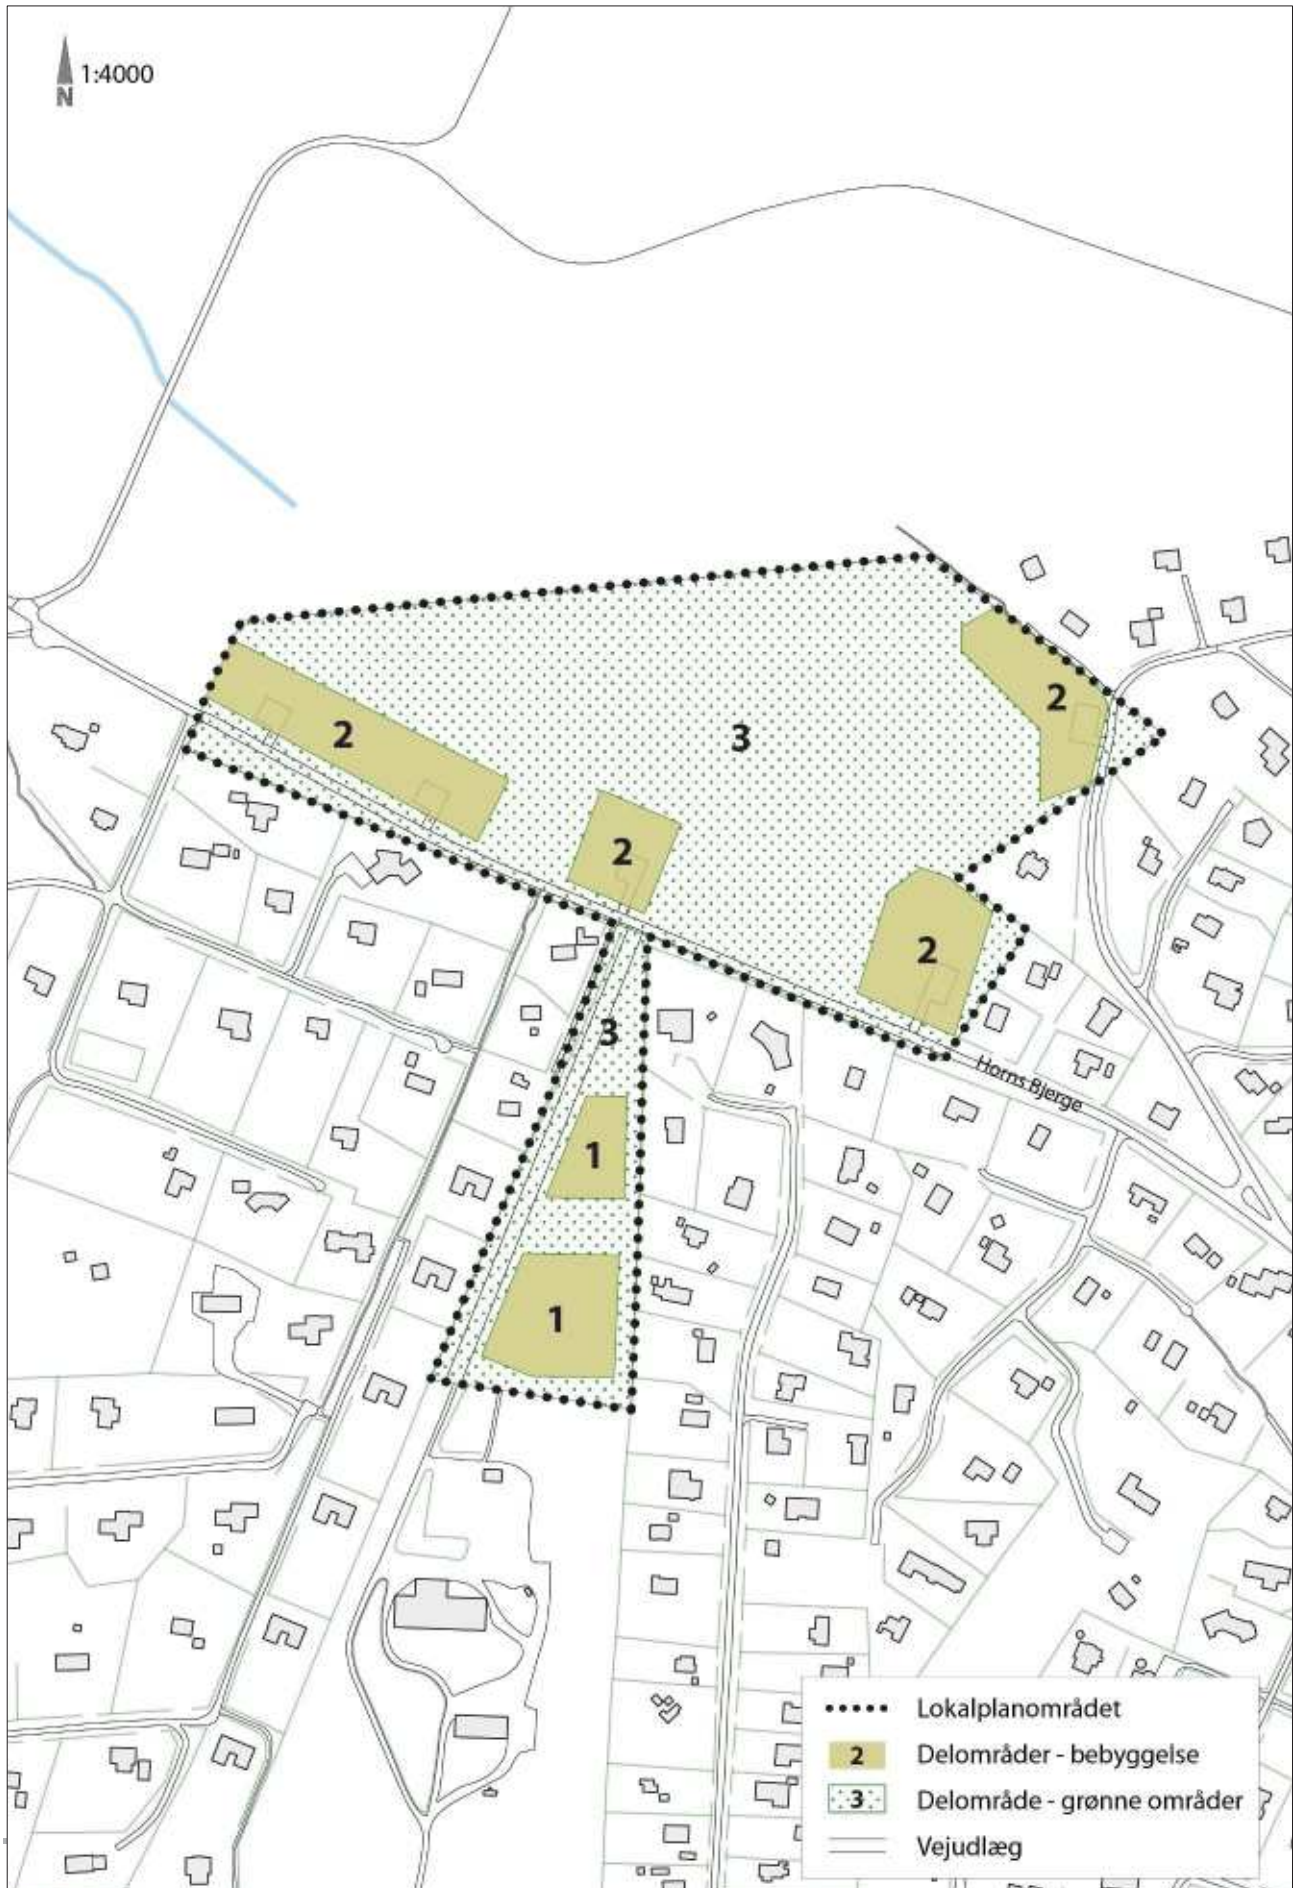 1:4000
N
2
2
3
2
2
3
Horns Bjerge
1
1
Lokalplanområdet
2 Delområder - bebyggelse
3 Delområde - grønne områder
Vejudlæg